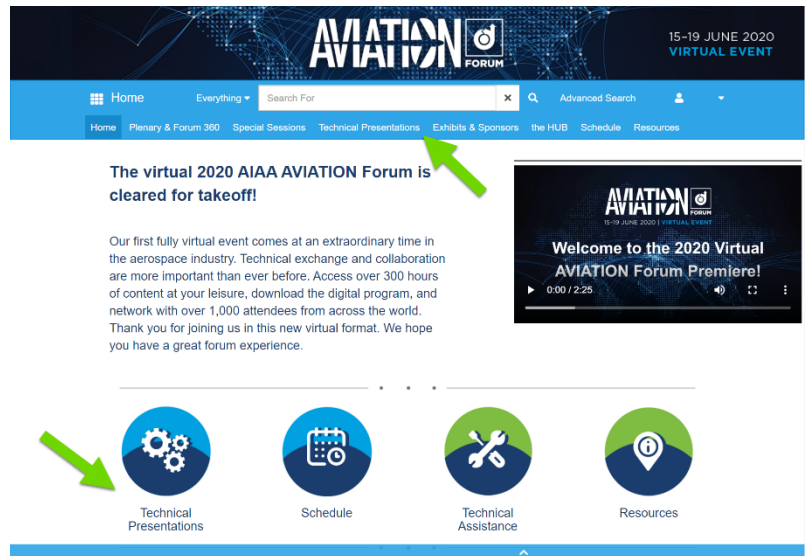 AVIATION
FORUM
15–19 JUNE 2020
VIRTUAL EVENT
Home Everything Search For Advanced Search
Home Plenary & Forum 360 Special Sessions Technical Presentations Exhibits & Sponsors the HUB Schedule Resources
The virtual 2020 AIAA AVIATION Forum is
cleared for takeoff!
Our first fully virtual event comes at an extraordinary time in
the aerospace industry. Technical exchange and collaboration
are more important than ever before. Access over 300 hours
of content at your leisure, download the digital program, and
network with over 1,000 attendees from across the world.
Thank you for joining us in this new virtual format. We hope
you have a great forum experience.
AVIATION
FORUM
15–19 JUNE 2020 | VIRTUAL EVENT
Welcome to the 2020 Virtual
AVIATION Forum Premiere!
0:00 / 2:25
Technical
Presentations
Schedule
Technical
Assistance
Resources